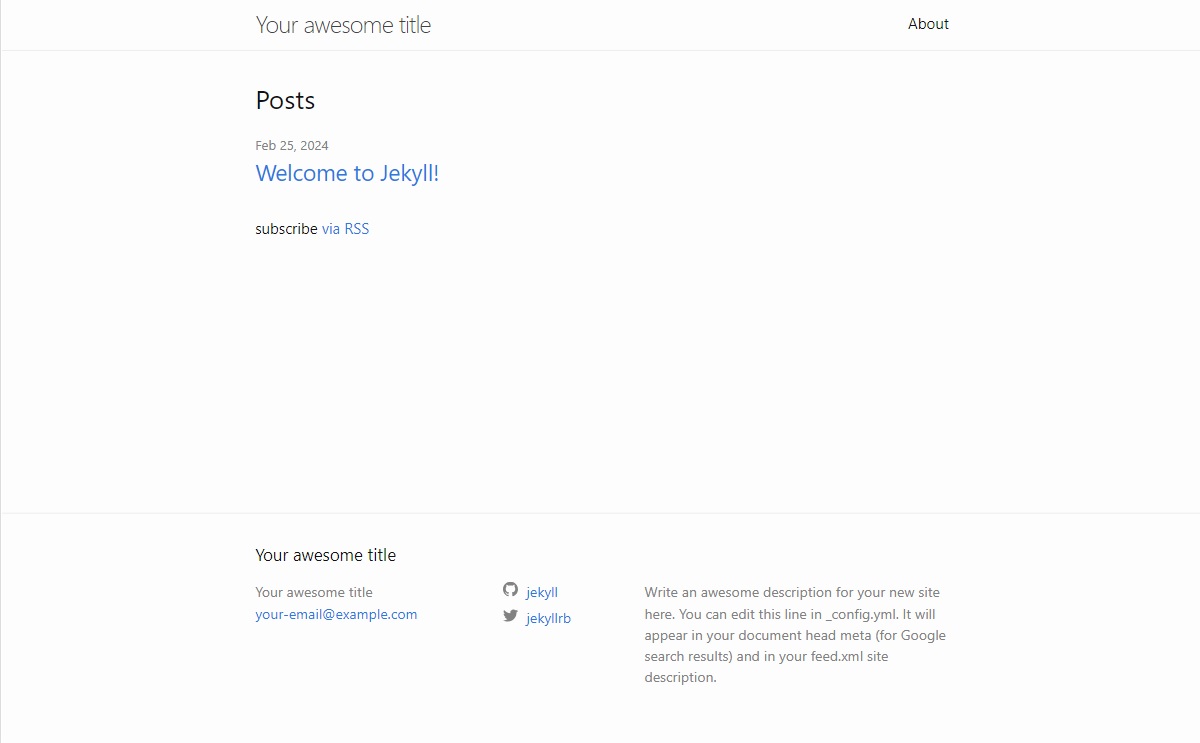 Your awesome title
About
Posts
Feb 25, 2024
Welcome to Jekyll!
subscribe via RSS
Your awesome title
Your awesome title
your-email@example.com
jekyll
jekyllrb
Write an awesome description for your new site
here. You can edit this line in _config.yml. It will
appear in your document head meta (for Google
search results) and in your feed.xml site
description.